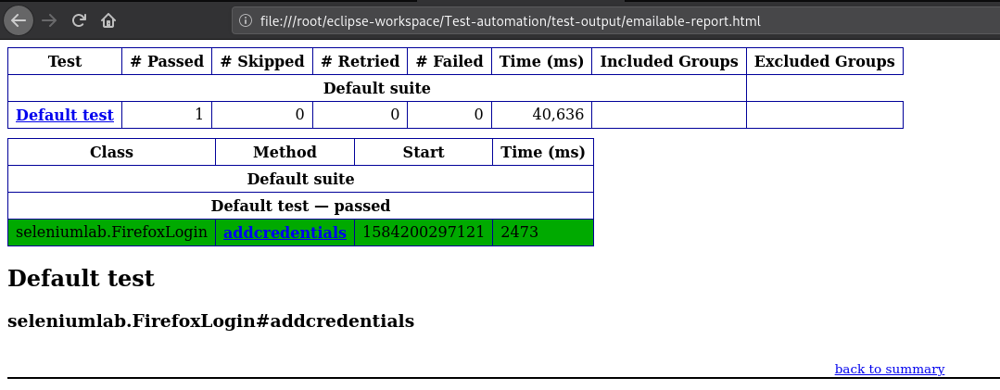 file:///root/eclipse-workspace/Test-automation/test-output/emailable-report.html
Test # Passed # Skipped # Retried # Failed Time (ms) Included Groups Excluded Groups
Default suite
Default test 1 0 0 0 40,636
Class Method Start Time (ms)
Default suite
Default test — passed
seleniumlab.FirefoxLogin addcredentials 1584200297121 2473
Default test
seleniumlab.FirefoxLogin#addcredentials
back to summary